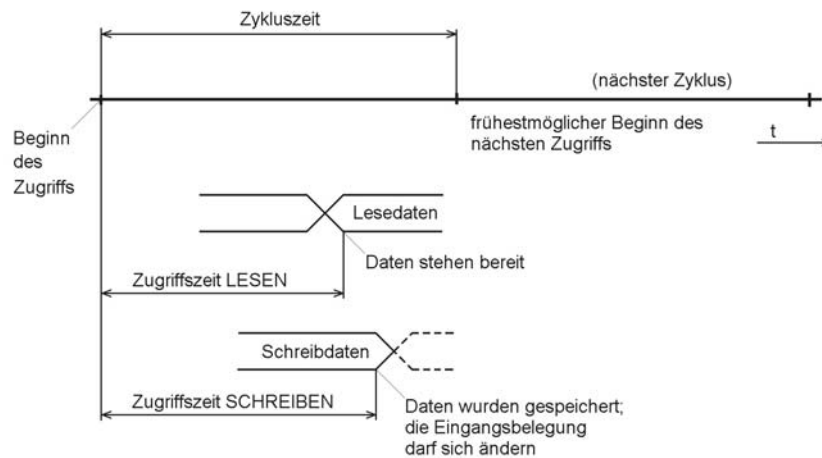 Zykluszeit
(nächster Zyklus)
Beginn
des
Zugriffs
frühestmöglicher Beginn des
nächsten Zugriffs
t
Lesedaten
Daten stehen bereit
Zugriffszeit LESEN
Schreibdaten
Zugriffszeit SCHREIBEN
Daten wurden gespeichert;
die Eingangsbelegung
darf sich ändern